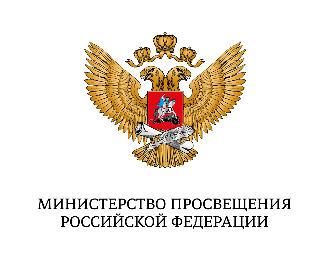 МИНИСТЕРСТВО ПРОСВЕЩЕНИЯ
РОССИЙСКОЙ ФЕДЕРАЦИИ